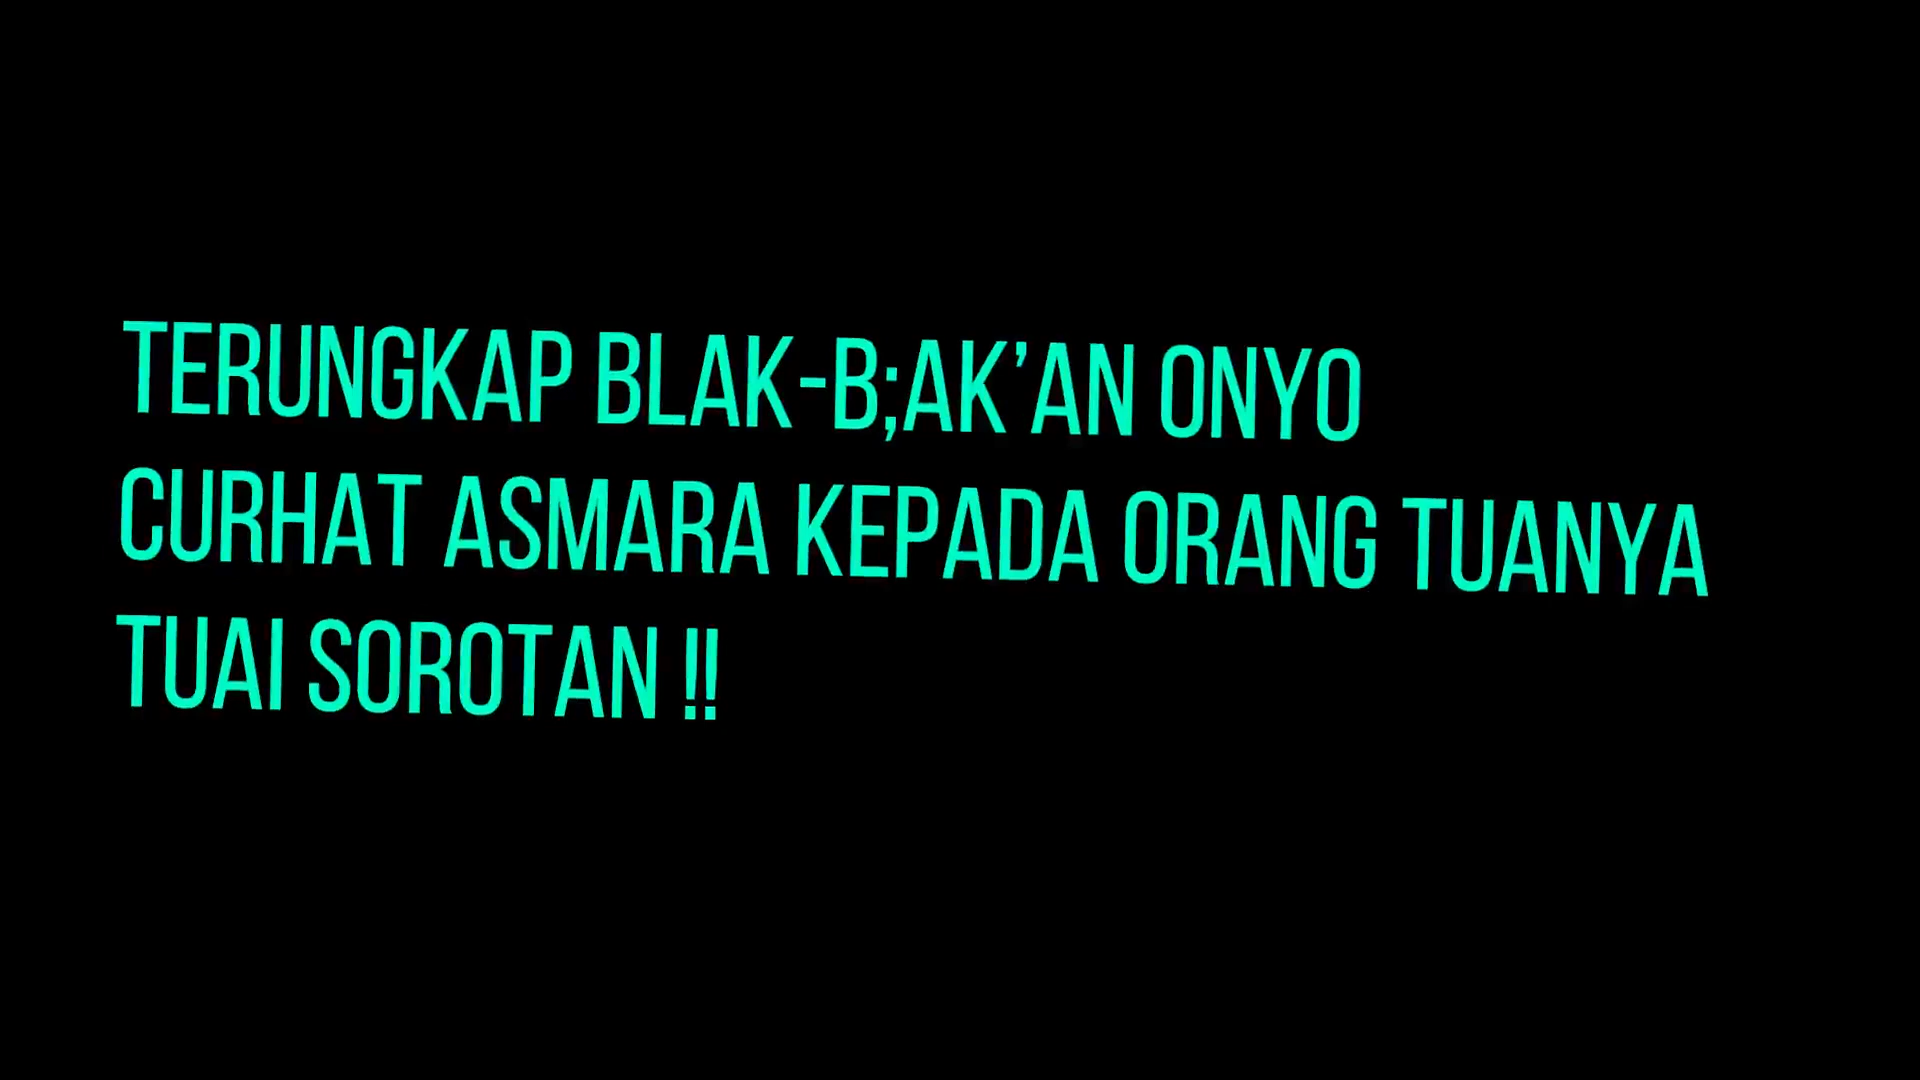 TERUNGKAP BLAK-B;AK’AN ONYO
CURHAT ASMARA KEPADA ORANG TUANYA
TUAI SOROTAN !!